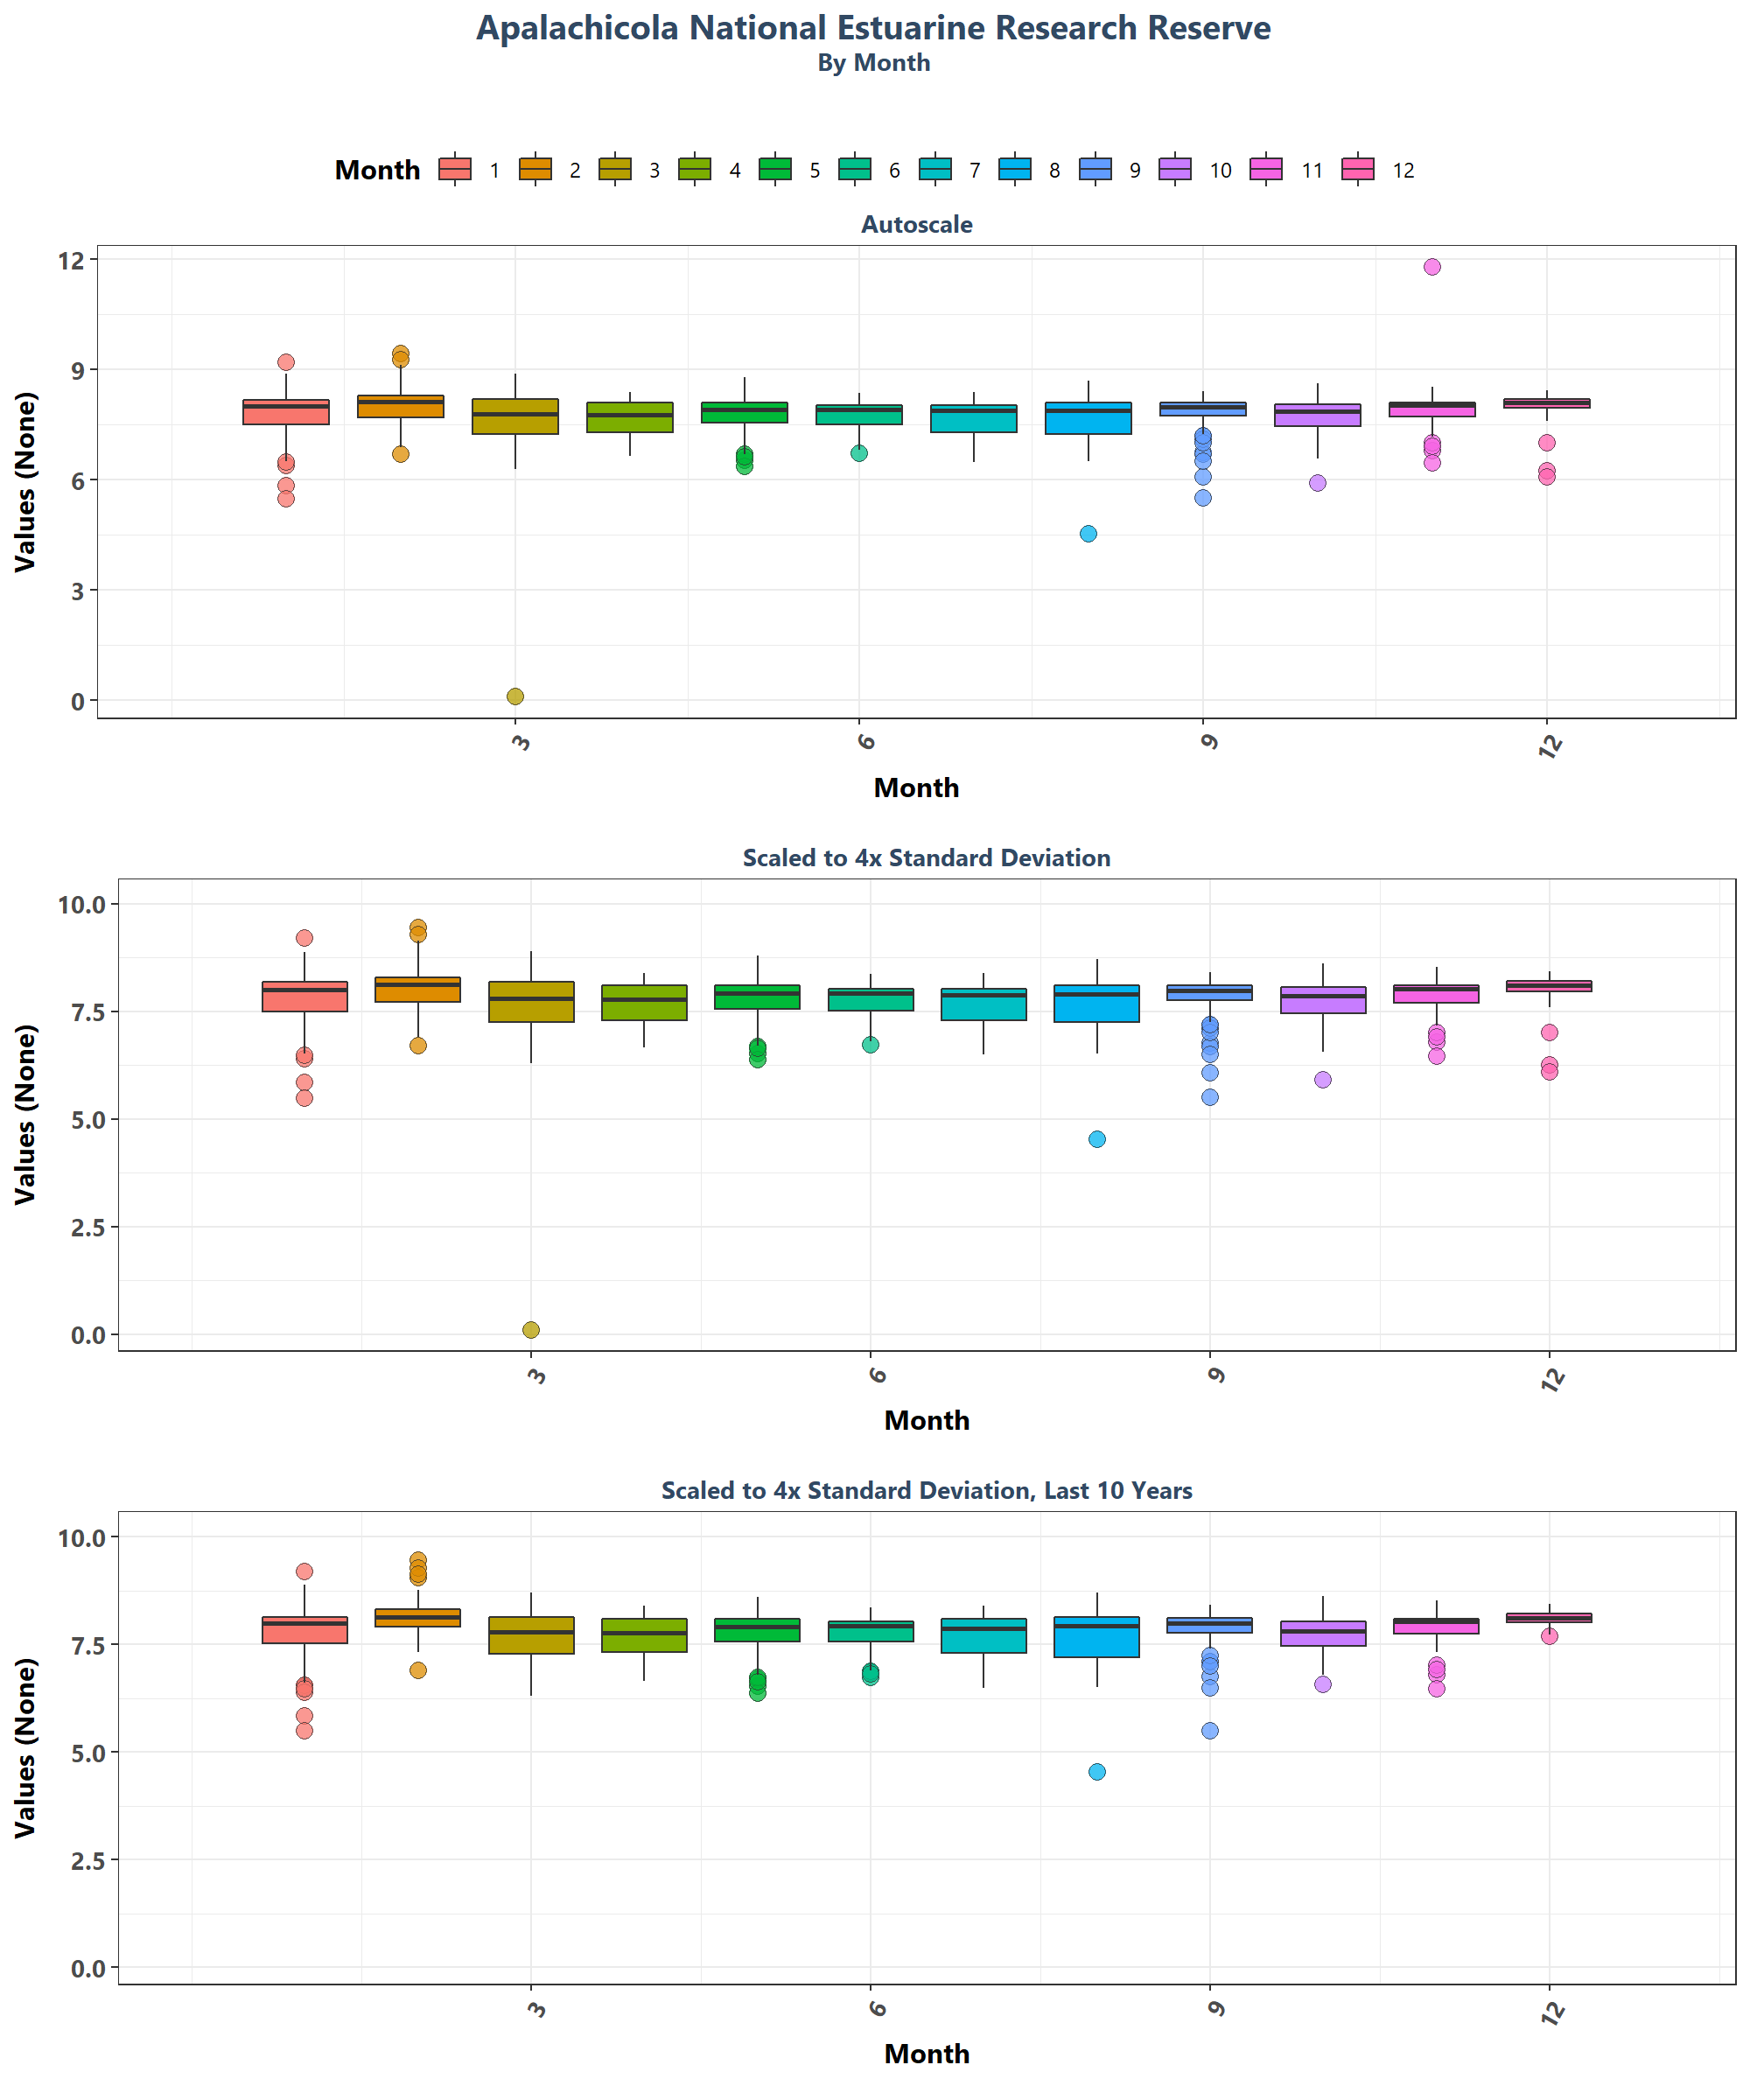 Apalachicola National Estuarine Research Reserve
By Month
Month 1 2 3 4 5 6 7 8 9 10 11 12
Autoscale
Values (None)
12
9
6
3
0
3 6 9 12
Month
Scaled to 4x Standard Deviation
Values (None)
10.0
7.5
5.0
2.5
0.0
3 6 9 12
Month
Scaled to 4x Standard Deviation, Last 10 Years
Values (None)
10.0
7.5
5.0
2.5
0.0
3 6 9 12
Month